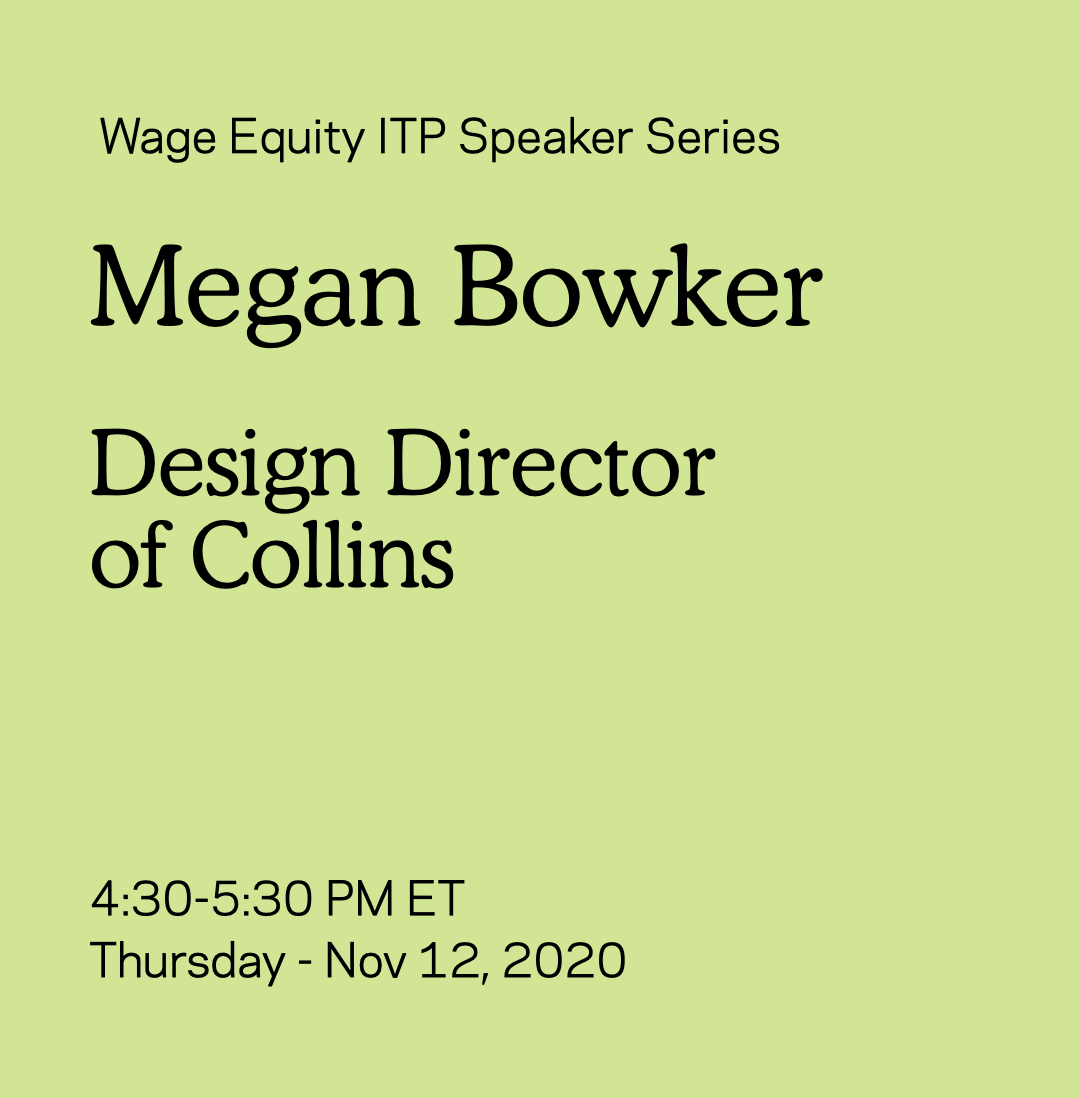 Wage Equity ITP Speaker Series
Megan Bowker
Design Director
of Collins
4:30-5:30 PM ET
Thursday - Nov 12, 2020